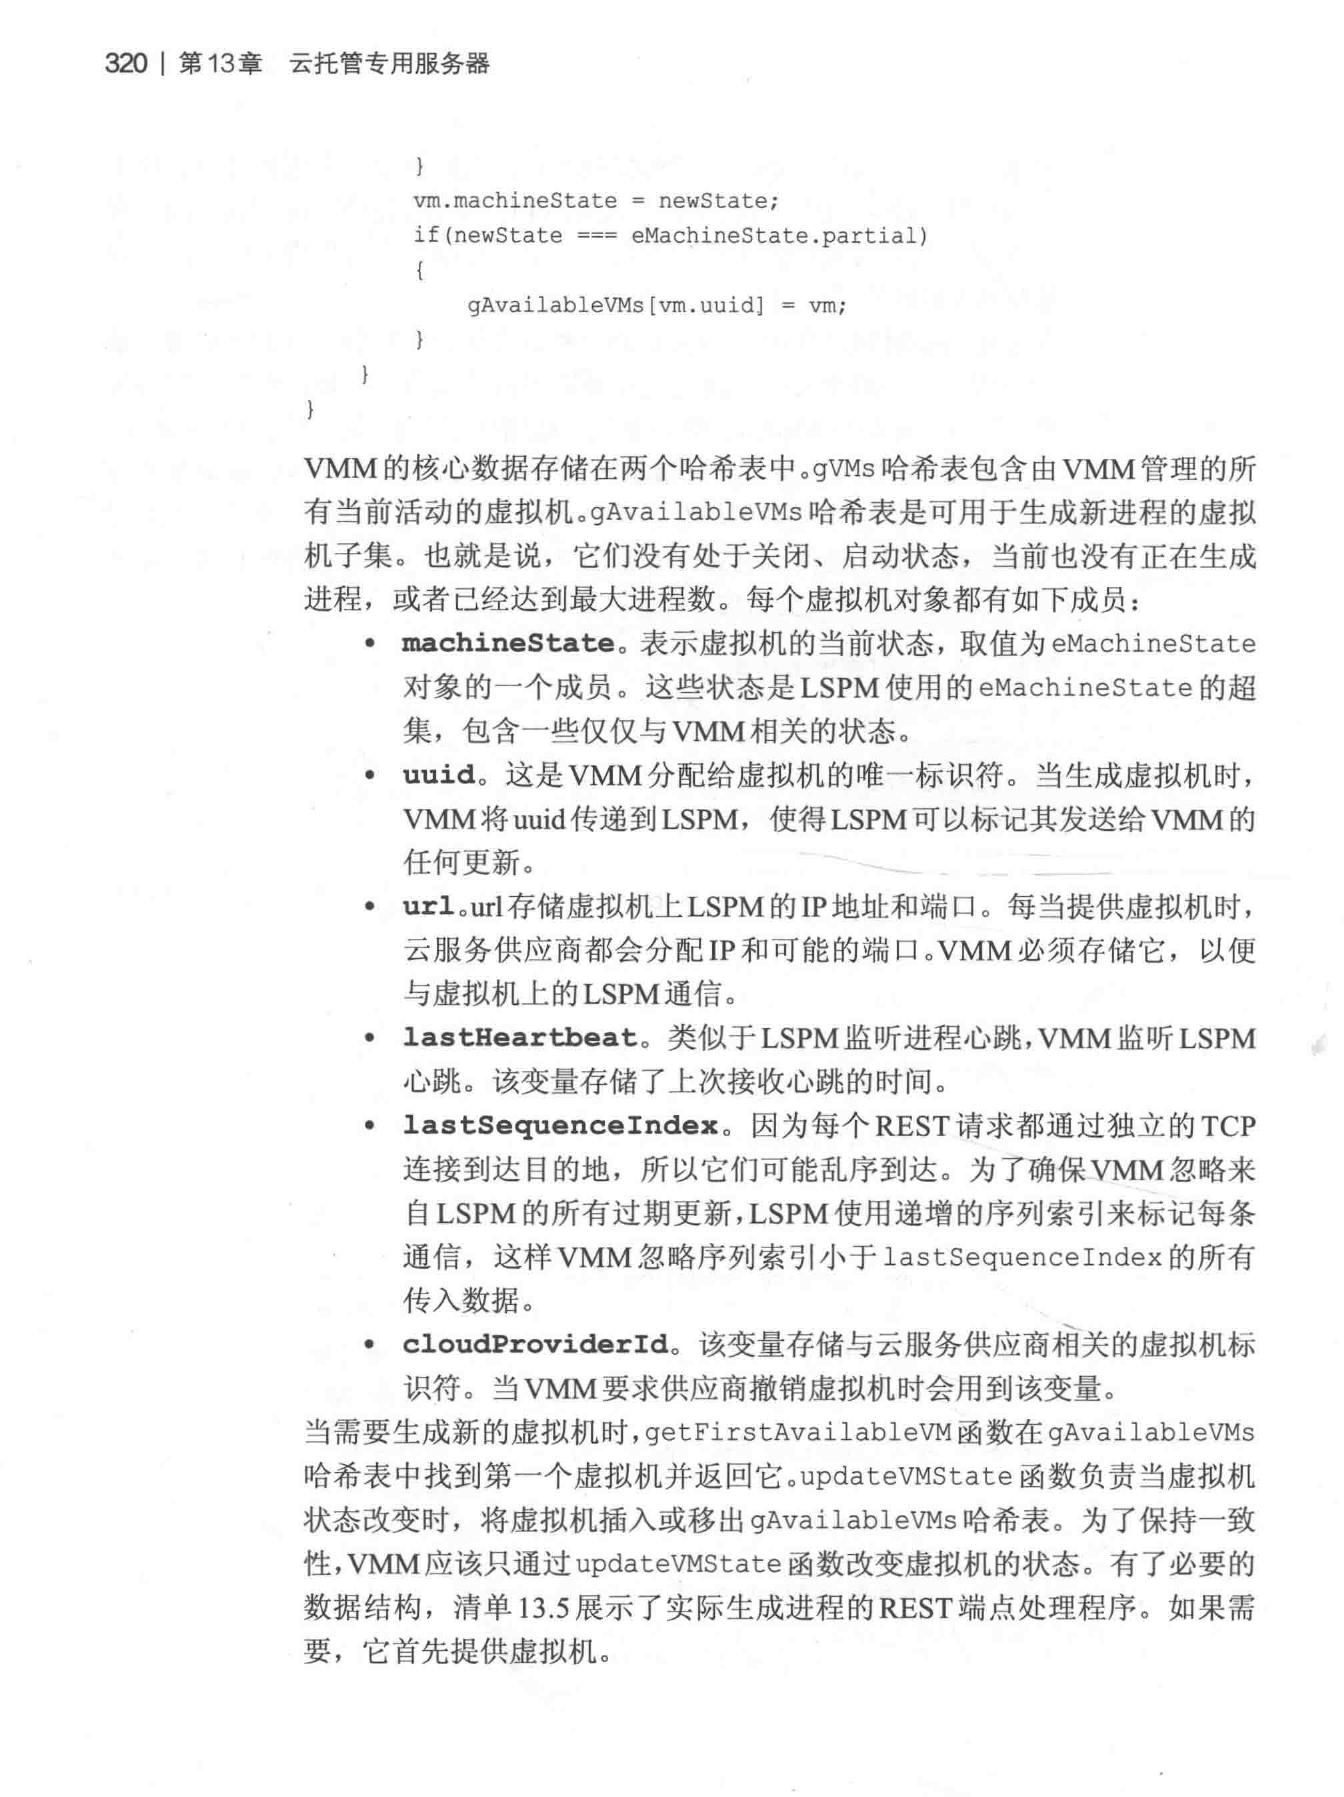 320 | 第13章 云托管专用服务器
}
vm.machineState = newState;
if(newState === eMachineState.partial)
{
gAvailableVMs[vm.uuid] = vm;
}
}
}
VMM的核心数据存储在两个哈希表中。gVMs哈希表包含由VMM管理的所
有当前活动的虚拟机。gAvailableVMs哈希表是可用于生成新进程的虚拟
机子集。也就是说，它们没有处于关闭、启动状态，当前也没有正在生成
进程，或者已经达到最大进程数。每个虚拟机对象都有如下成员：
• machineState。表示虚拟机的当前状态，取值为eMachineState
对象的一个成员。这些状态是LSPM使用的eMachineState的超
集，包含一些仅仅与VMM相关的状态。
• uuid。这是VMM分配给虚拟机的唯一标识符。当生成虚拟机时，
VMM将uuid传递到LSPM，使得LSPM可以标记其发送给VMM的
任何更新。
• url。url存储虚拟机上LSPM的IP地址和端口。每当提供虚拟机时，
云服务供应商都会分配IP和可能的端口。VMM必须存储它，以便
与虚拟机上的LSPM通信。
• lastHeartbeat。类似于LSPM监听进程心跳，VMM监听LSPM
心跳。该变量存储了上次接收心跳的时间。
• lastSequenceIndex。因为每个REST请求都通过独立的TCP
连接到达目的地，所以它们可能乱序到达。为了确保VMM忽略来
自LSPM的所有过期更新，LSPM使用递增的序列索引来标记每条
通信，这样VMM忽略序列索引小于lastSequenceIndex的所有
传入数据。
• cloudProviderId。该变量存储与云服务供应商相关的虚拟机标
识符。当VMM要求供应商撤销虚拟机时会用到该变量。
当需要生成新的虚拟机时，getFirstAvailableVM函数在gAvailableVMs
哈希表中找到第一个虚拟机并返回它。updateVMState函数负责当虚拟机
状态改变时，将虚拟机插入或移出gAvailableVMs哈希表。为了保持一致
性，VMM应该只通过updateVMState函数改变虚拟机的状态。有了必要的
数据结构，清单13.5展示了实际生成进程的REST端点处理程序。如果需
要，它首先提供虚拟机。